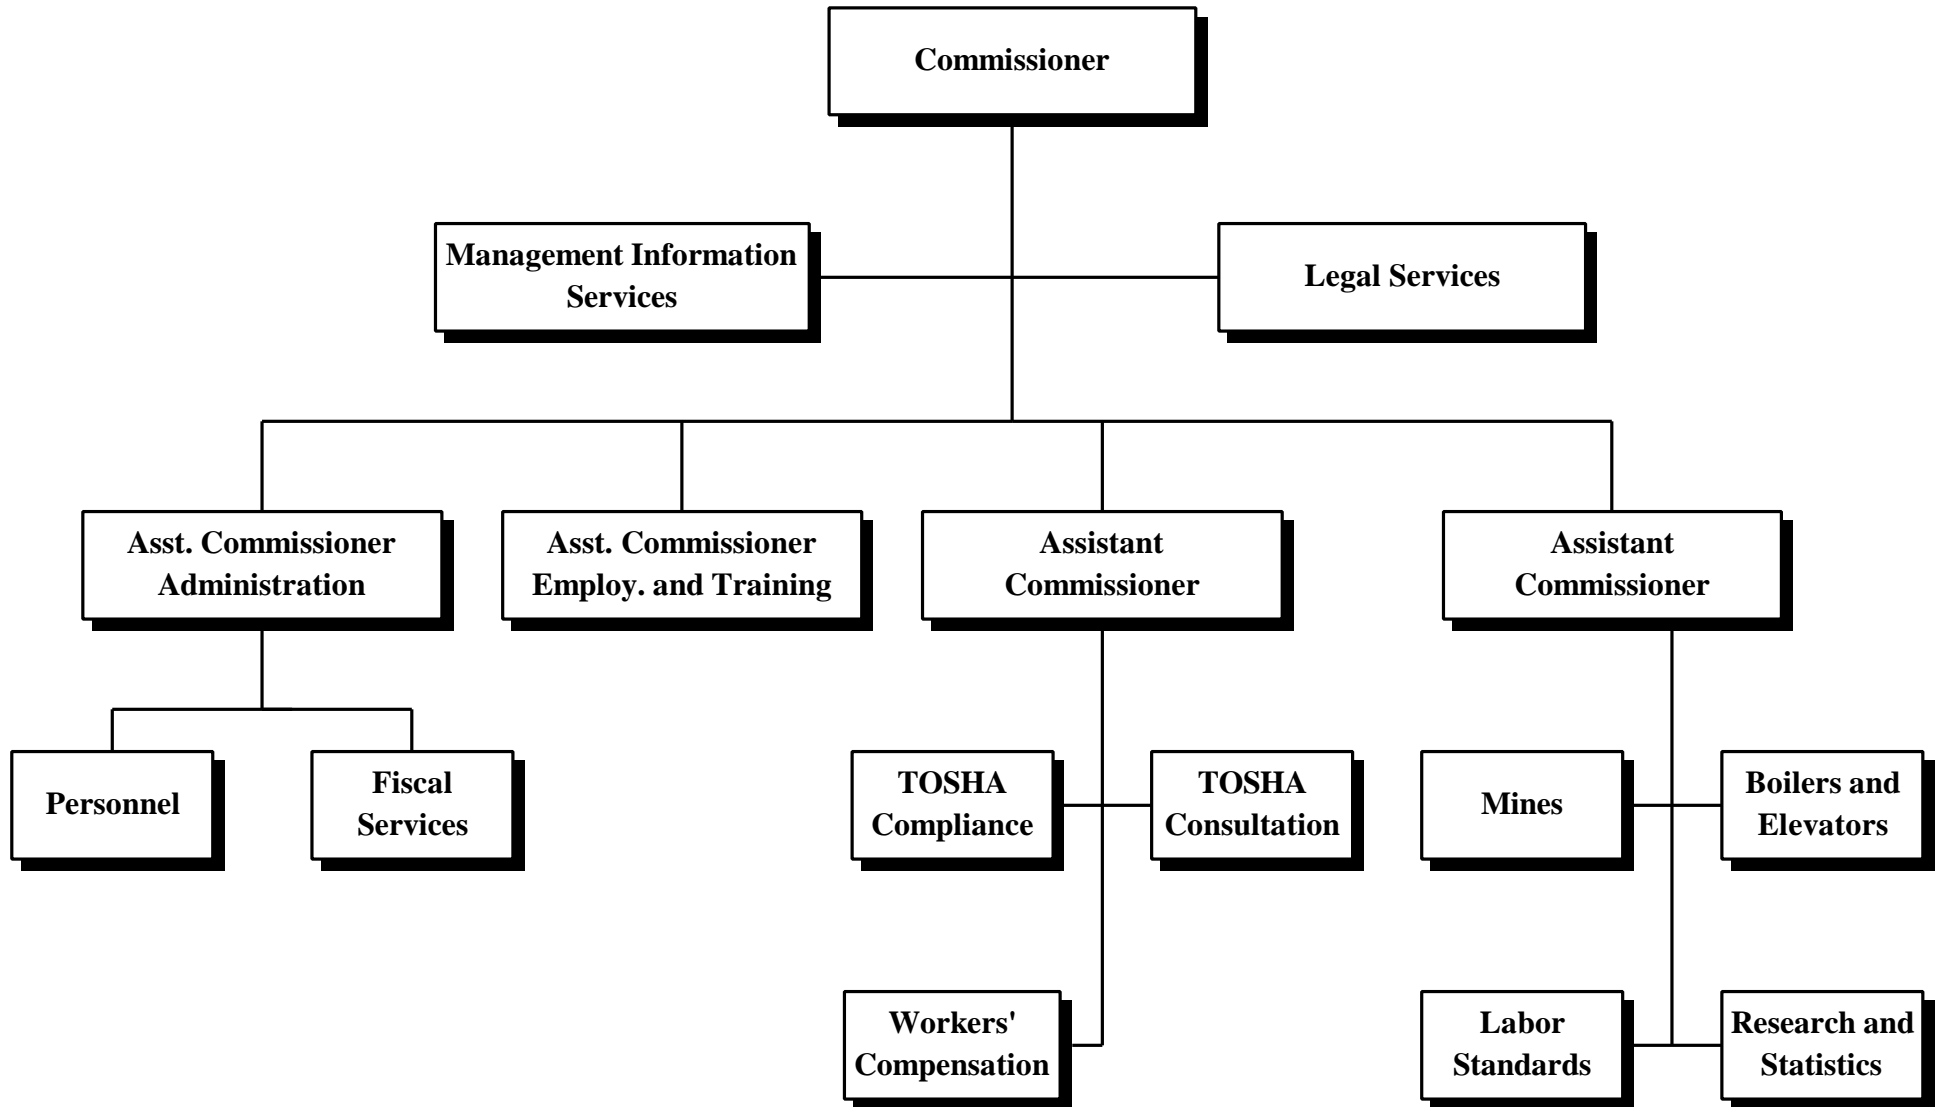 Commissioner
Management Information
Services
Legal Services
Asst. Commissioner
Administration
Asst. Commissioner
Employ. and Training
Assistant
Commissioner
Assistant
Commissioner
Personnel
Fiscal
Services
TOSHA
Compliance
TOSHA
Consultation
Mines
Boilers and
Elevators
Workers'
Compensation
Labor
Standards
Research and
Statistics